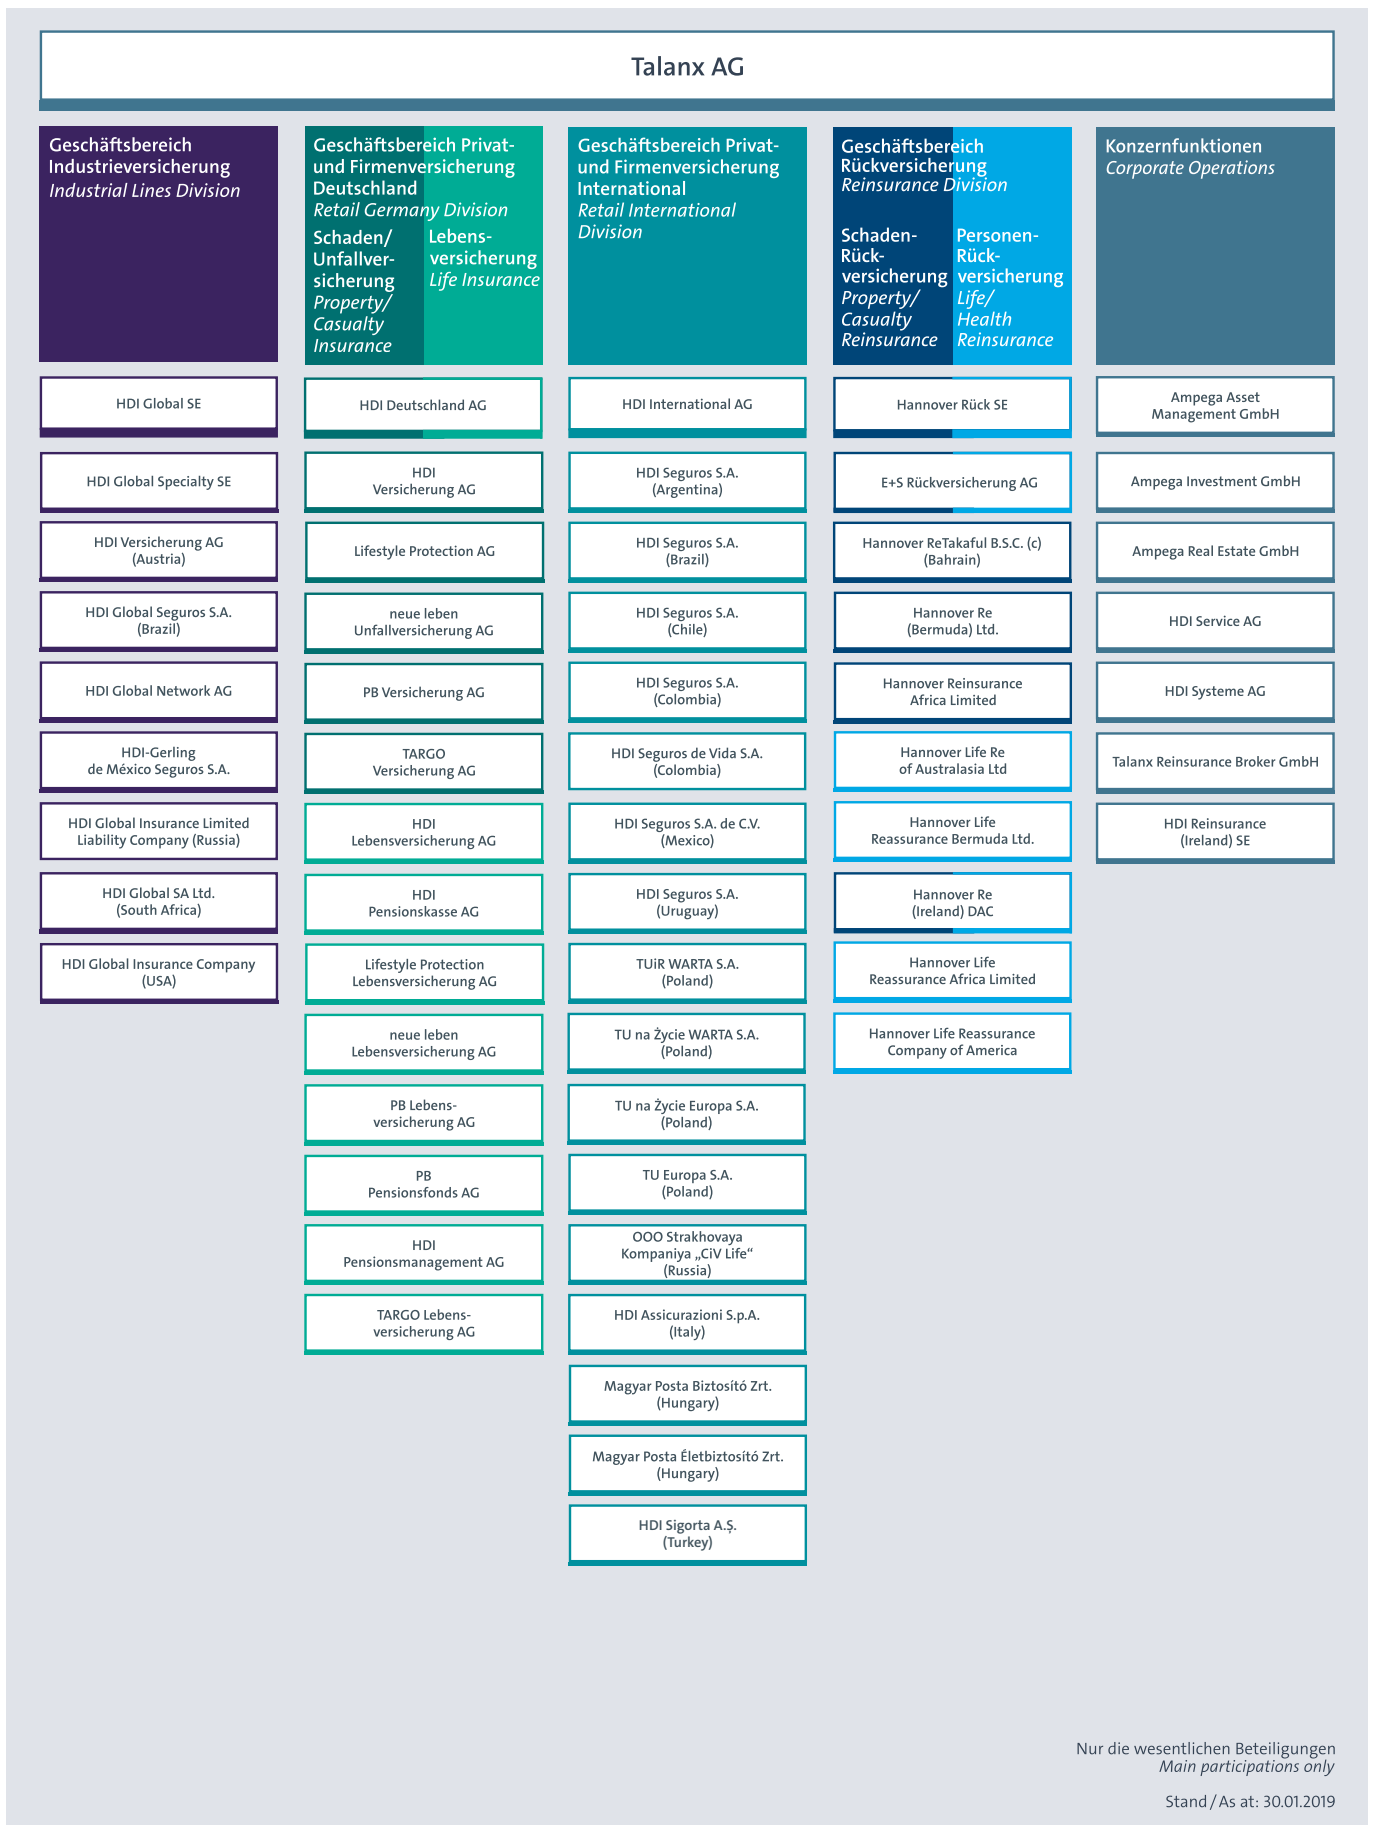 Talanx AG
Geschäftsbereich
Industrieversicherung
Industrial Lines Division
Geschäftsbereich Privat-
und Firmenversicherung
Deutschland
Retail Germany Division
Schaden/
Unfallver-
sicherung
Property/
Casualty
Insurance
Lebens-
versicherung
Life Insurance
Geschäftsbereich Privat-
und Firmenversicherung
International
Retail International
Division
Geschäftsbereich
Rückversicherung
Reinsurance Division
Schaden-
Rück-
versicherung
Property/
Casualty
Reinsurance
Personen-
Rück-
versicherung
Life/
Health
Reinsurance
Konzernfunktionen
Corporate Operations
HDI Global SE
HDI Global Specialty SE
HDI Versicherung AG
(Austria)
HDI Global Seguros S.A.
(Brazil)
HDI Global Network AG
HDI-Gerling
de México Seguros S.A.
HDI Global Insurance Limited
Liability Company (Russia)
HDI Global SA Ltd.
(South Africa)
HDI Global Insurance Company
(USA)
HDI Deutschland AG
HDI
Versicherung AG
Lifestyle Protection AG
neue leben
Unfallversicherung AG
PB Versicherung AG
TARGO
Versicherung AG
HDI
Lebensversicherung AG
HDI
Pensionskasse AG
Lifestyle Protection
Lebensversicherung AG
neue leben
Lebensversicherung AG
PB Lebens-
versicherung AG
PB
Pensionsfonds AG
HDI
Pensionsmanagement AG
TARGO Lebens-
versicherung AG
HDI International AG
HDI Seguros S.A.
(Argentina)
HDI Seguros S.A.
(Brazil)
HDI Seguros S.A.
(Chile)
HDI Seguros S.A.
(Colombia)
HDI Seguros de Vida S.A.
(Colombia)
HDI Seguros S.A. de C.V.
(Mexico)
HDI Seguros S.A.
(Uruguay)
TUiR WARTA S.A.
(Poland)
TU na Życie WARTA S.A.
(Poland)
TU na Życie Europa S.A.
(Poland)
TU Europa S.A.
(Poland)
OOO Strakhovaya
Kompaniya „CiV Life“
(Russia)
HDI Assicurazioni S.p.A.
(Italy)
Magyar Posta Biztosító Zrt.
(Hungary)
Magyar Posta Életbiztosító Zrt.
(Hungary)
HDI Sigorta A.Ş.
(Turkey)
Hannover Rück SE
E+S Rückversicherung AG
Hannover ReTakaful B.S.C. (c)
(Bahrain)
Hannover Re
(Bermuda) Ltd.
Hannover Reinsurance
Africa Limited
Hannover Life Re
of Australasia Ltd
Hannover Life
Reassurance Bermuda Ltd.
Hannover Re
(Ireland) DAC
Hannover Life
Reassurance Africa Limited
Hannover Life Reassurance
Company of America
Ampega Asset
Management GmbH
Ampega Investment GmbH
Ampega Real Estate GmbH
HDI Service AG
HDI Systeme AG
Talanx Reinsurance Broker GmbH
HDI Reinsurance
(Ireland) SE
Nur die wesentlichen Beteiligungen
Main participations only
Stand / As at: 30.01.2019